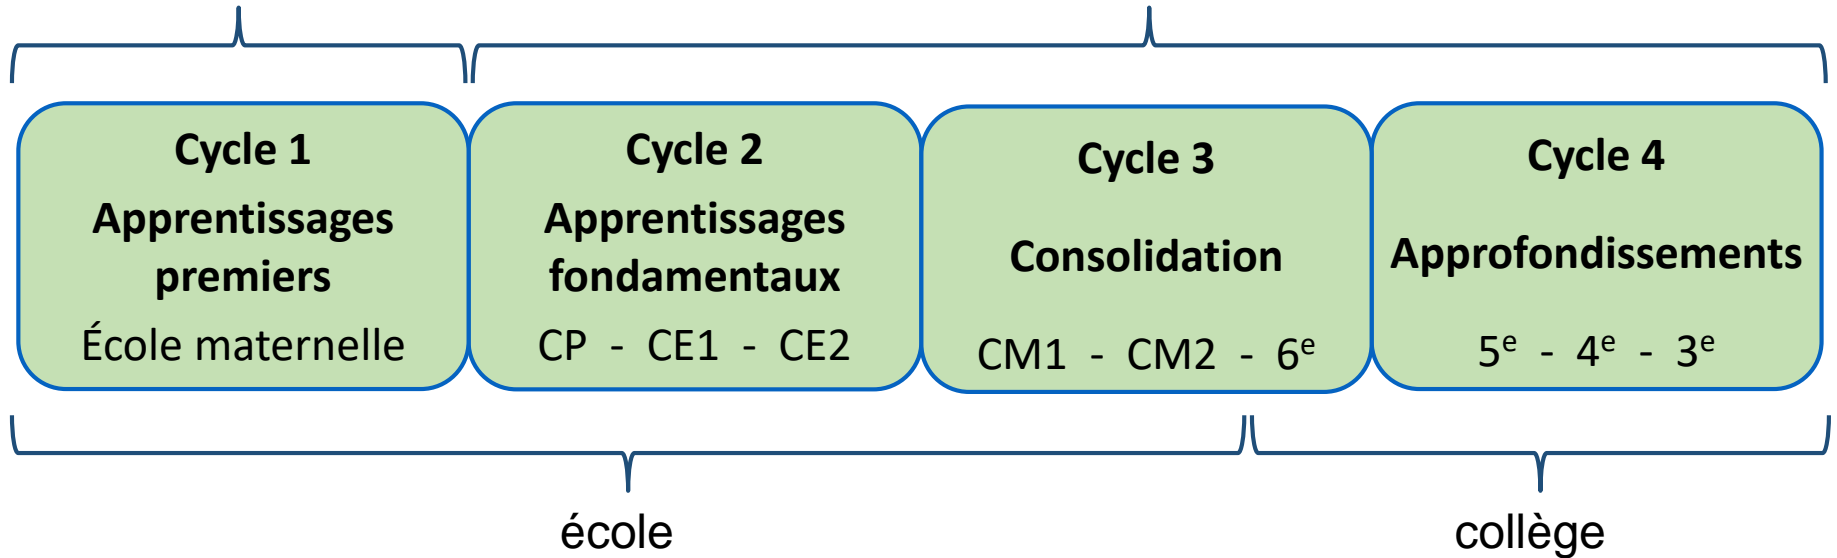 Cycle 1
Apprentissages
premiers
École maternelle
Cycle 2
Apprentissages
fondamentaux
CP - CE1 - CE2
Cycle 3
Consolidation
CM1 - CM2 - 6ᵉ
Cycle 4
Approfondissements
5ᵉ - 4ᵉ - 3ᵉ
école
collège